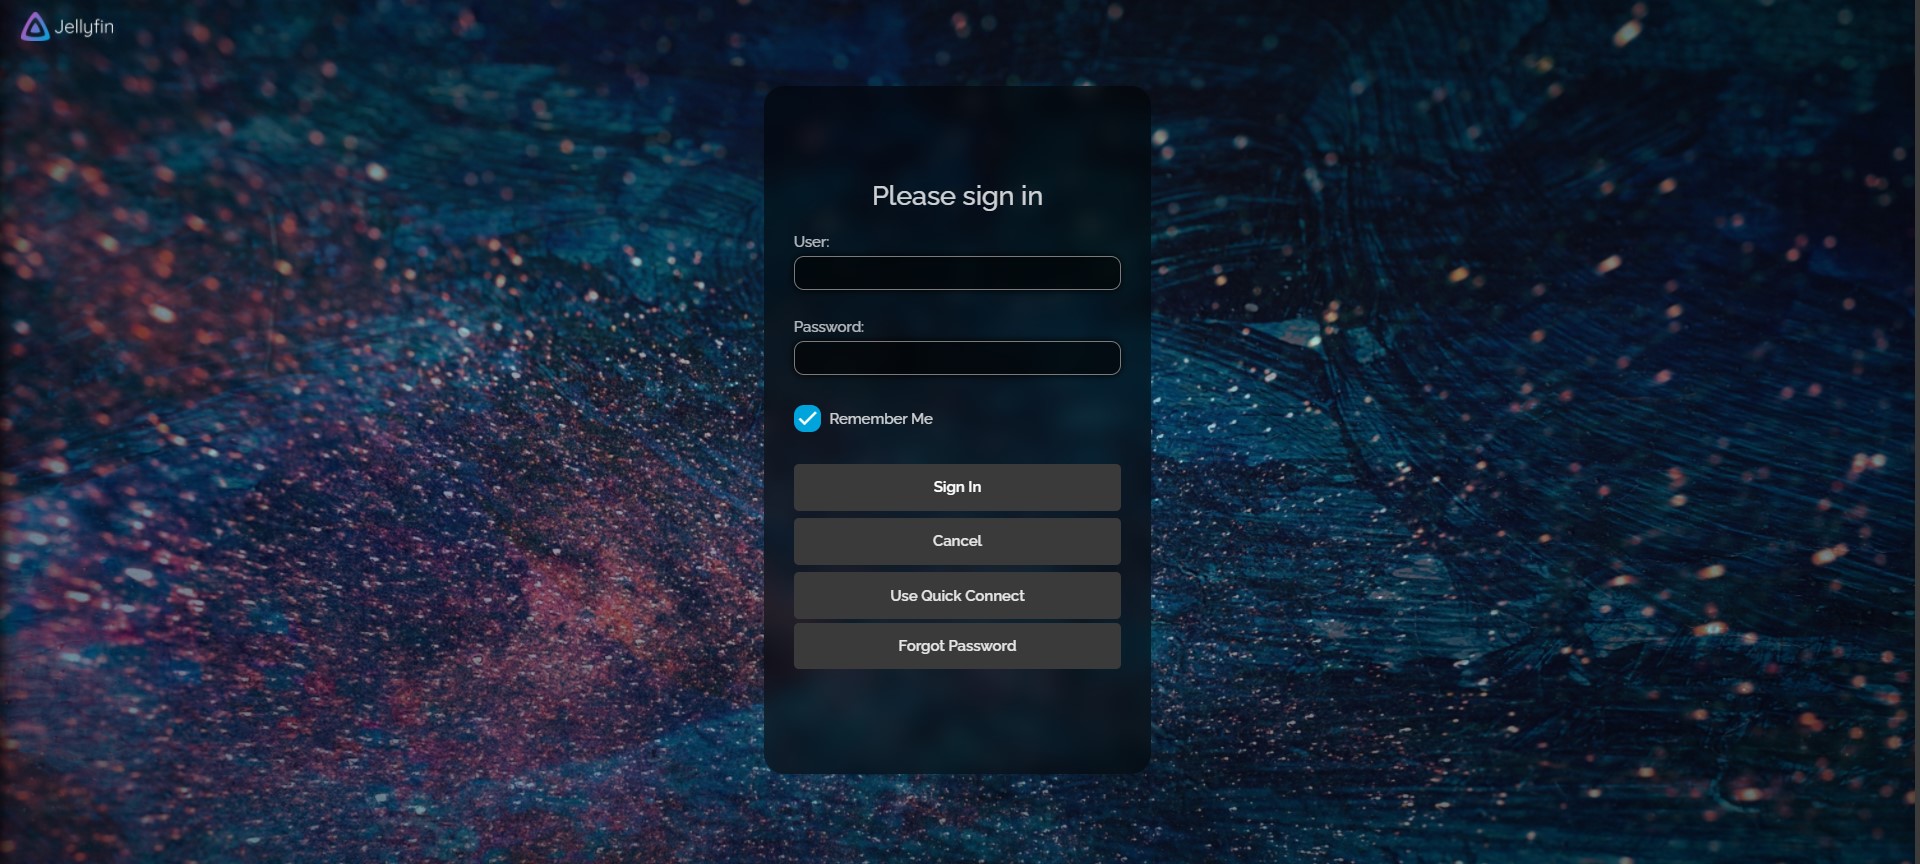 Jellyfin
Please sign in
User:
Password:
Remember Me
Sign In
Cancel
Use Quick Connect
Forgot Password